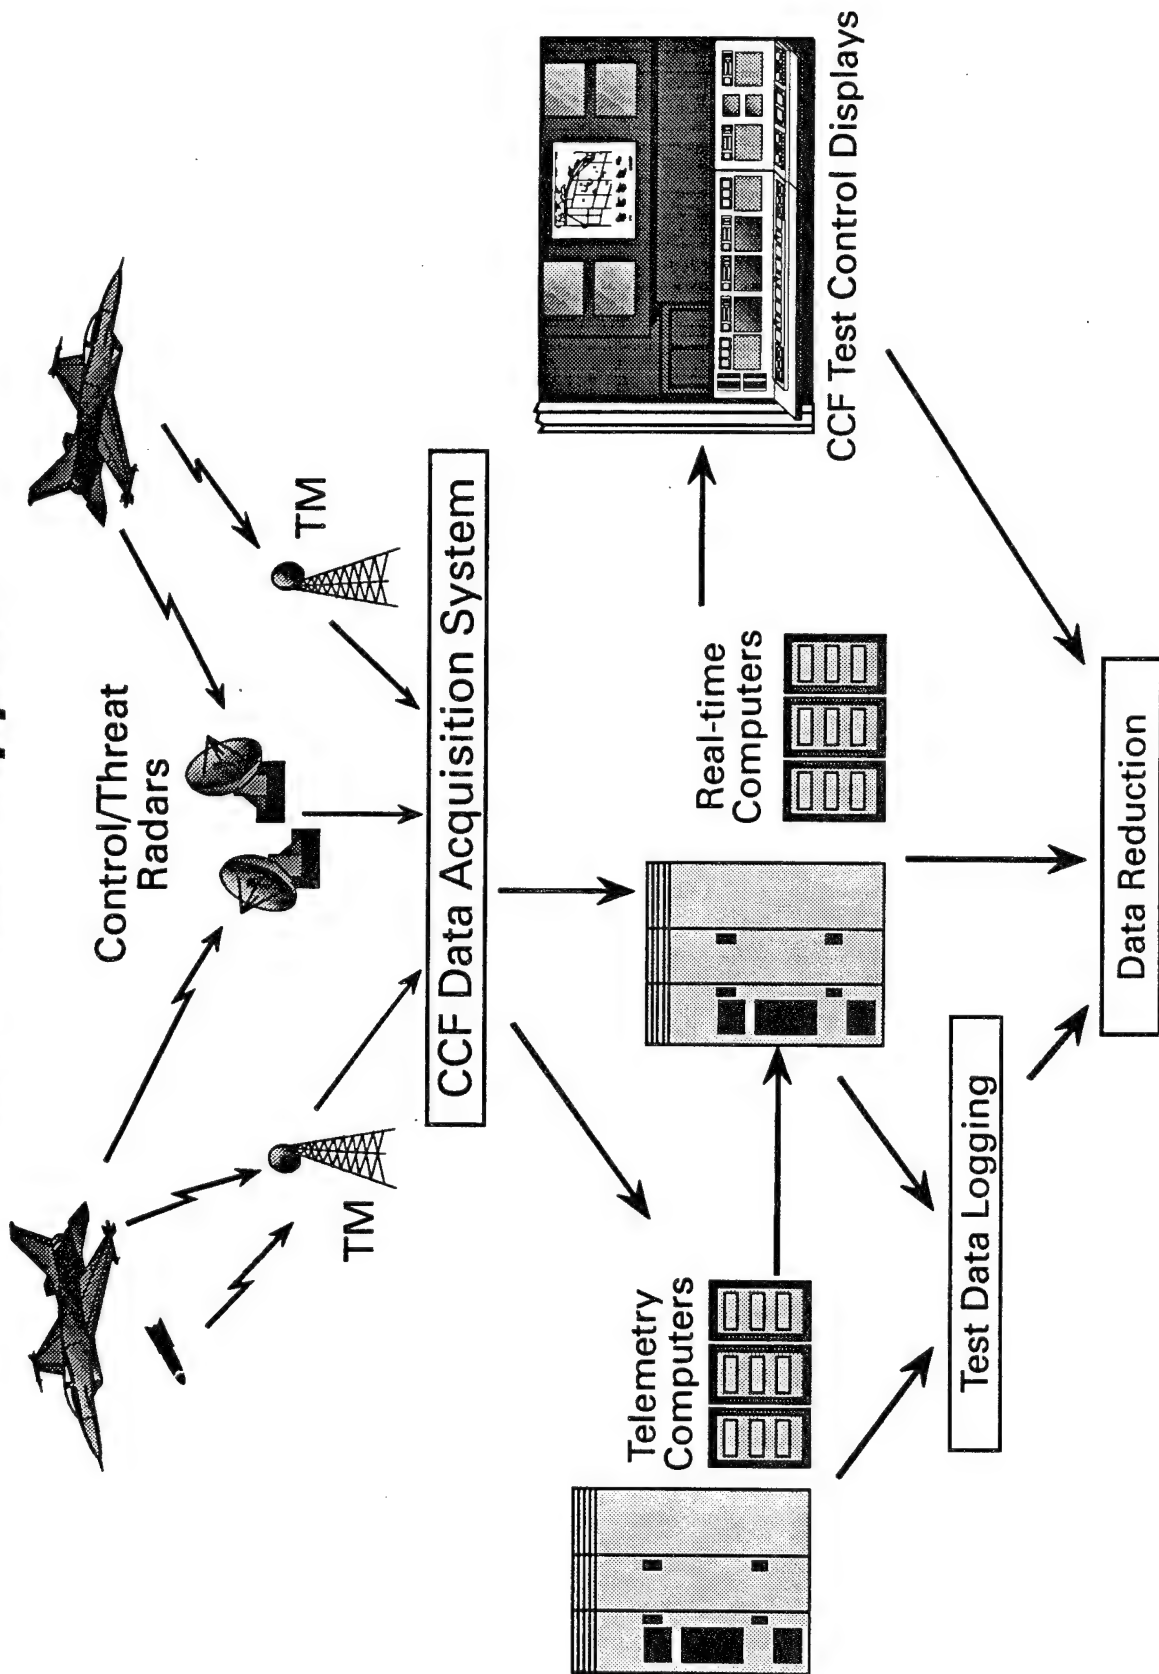 Control/Threat
Radars
TM
TM
CCF Data Acquisition System
Telemetry
Computers
Real-time
Computers
CCF Test Control Displays
Test Data Logging
Data Reduction